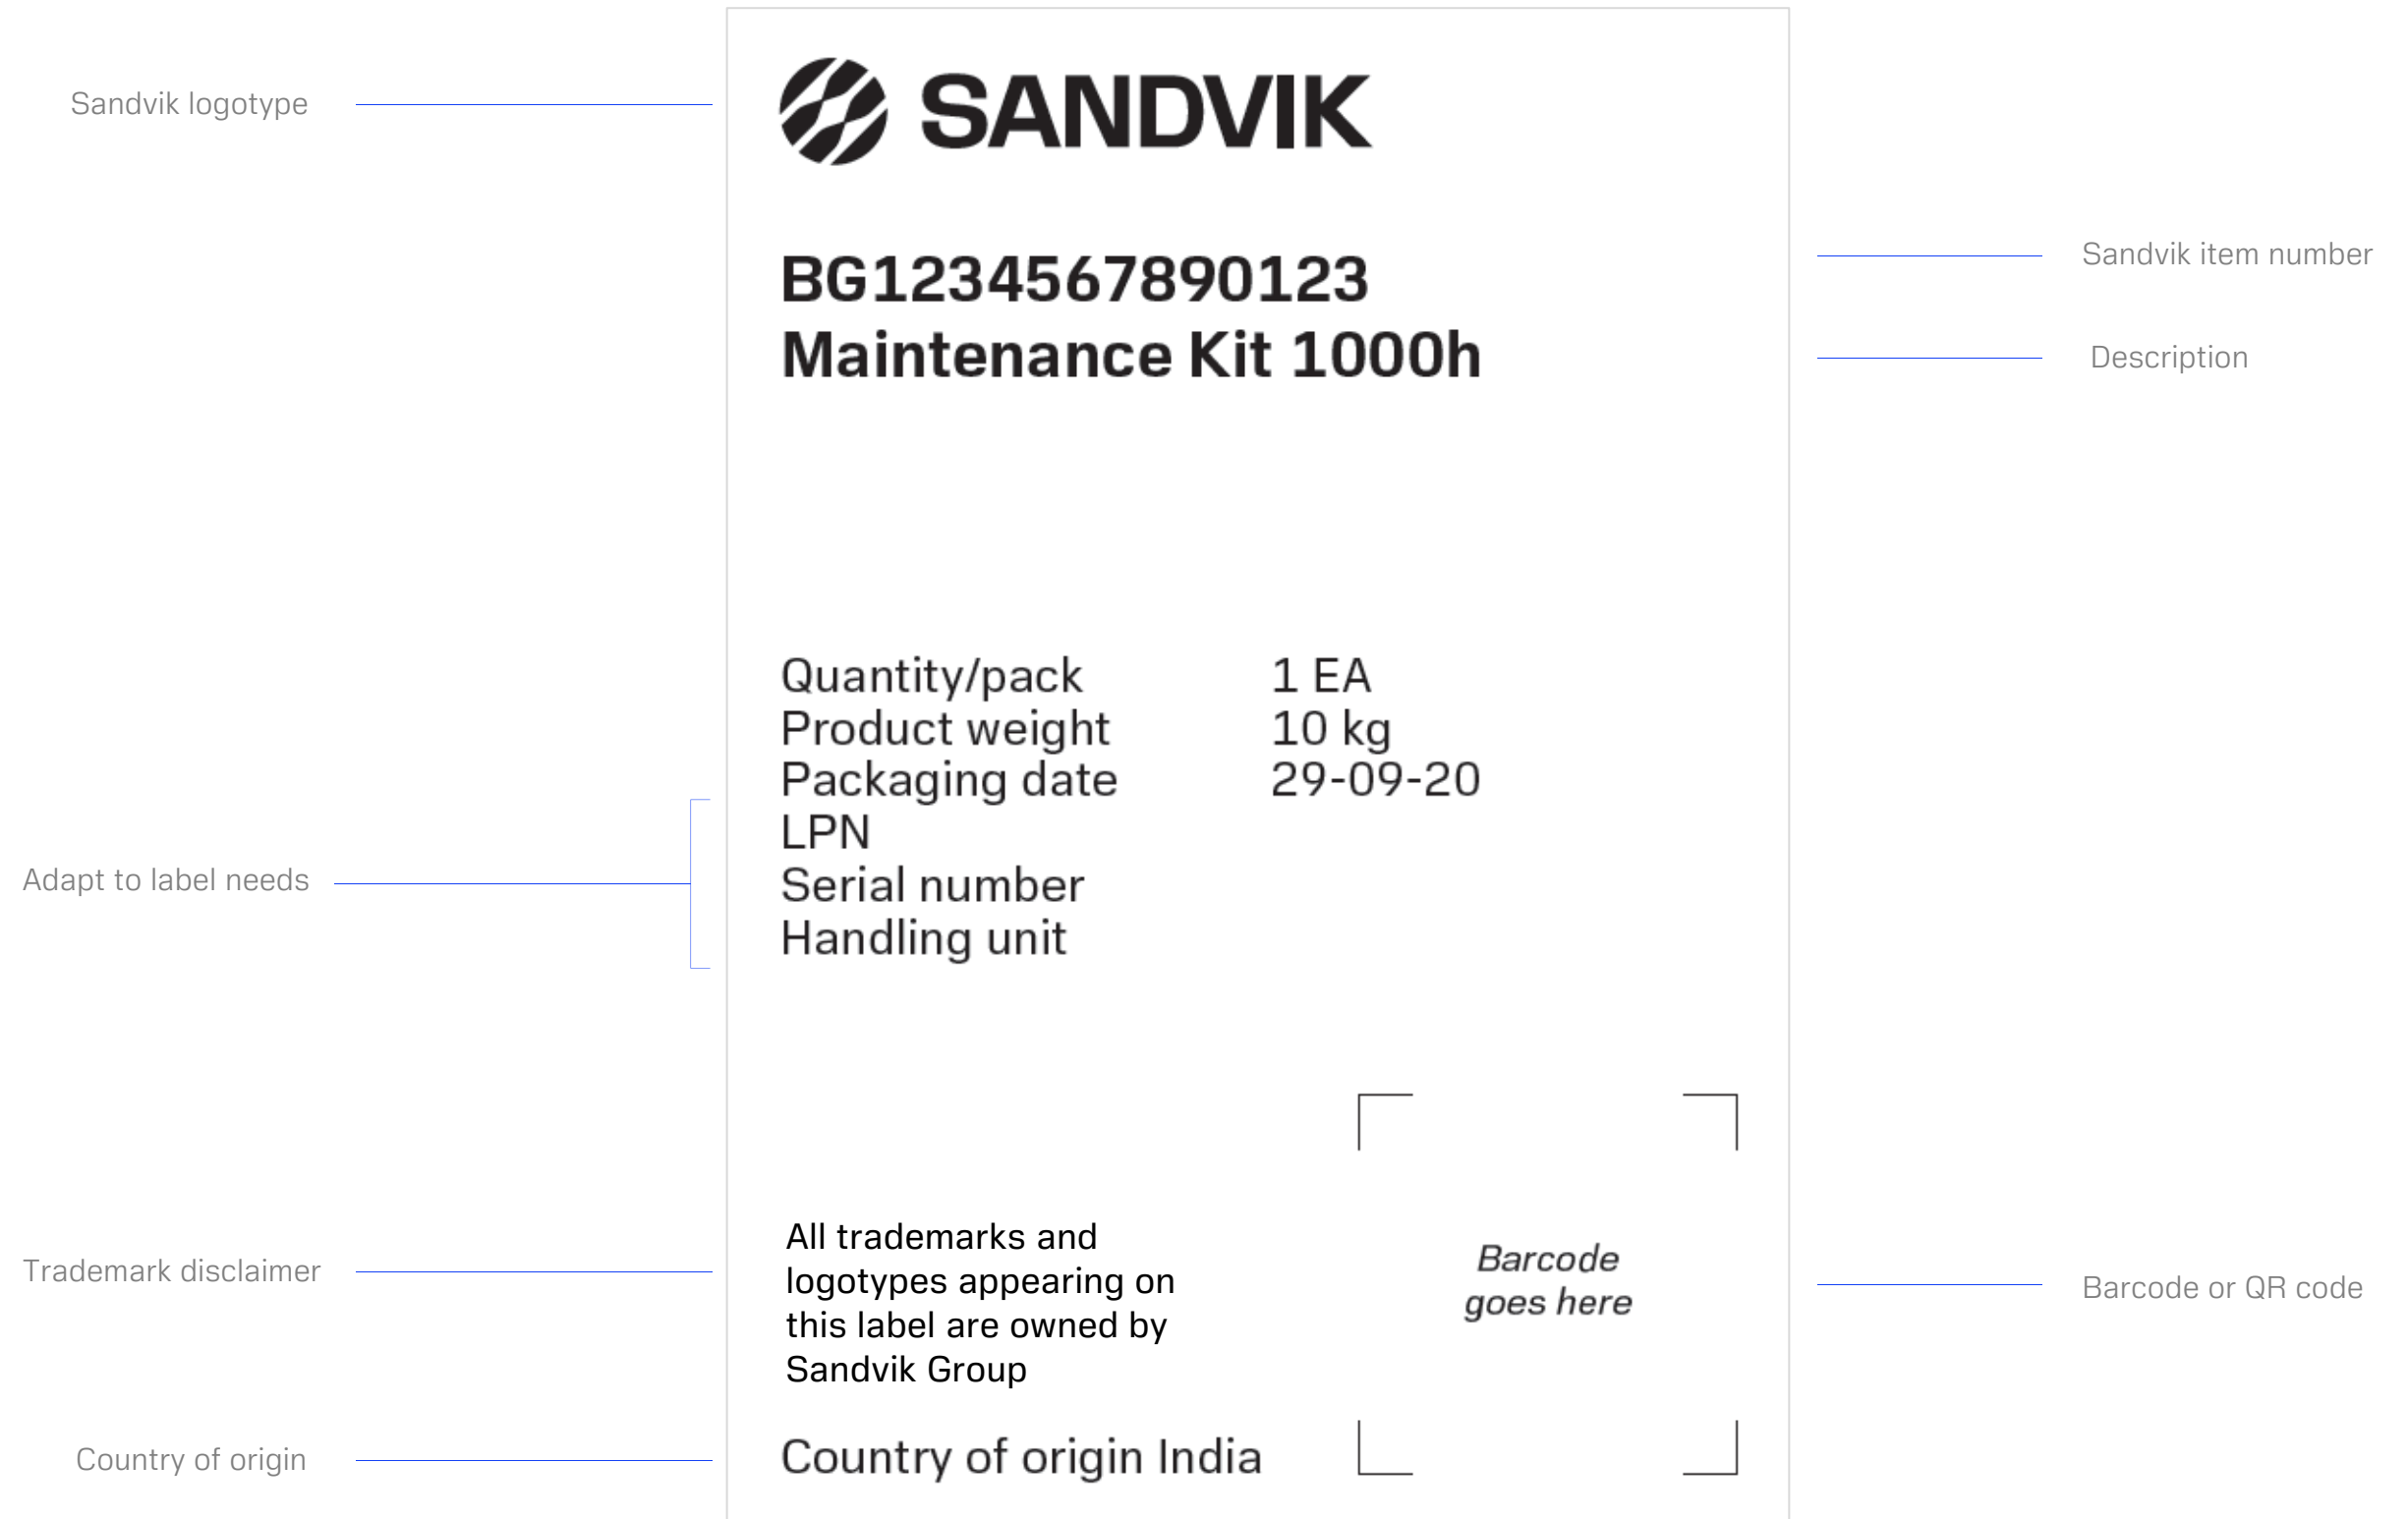 Sandvik logotype
SANDVIK
BG1234567890123
Sandvik item number
Maintenance Kit 1000h
Description
Quantity/pack 1 EA
Product weight 10 kg
Packaging date 29-09-20
LPN
Serial number
Handling unit
Adapt to label needs
Trademark disclaimer
All trademarks and
logotypes appearing on
this label are owned by
Sandvik Group
Barcode
goes here
Barcode or QR code
Country of origin
Country of origin India